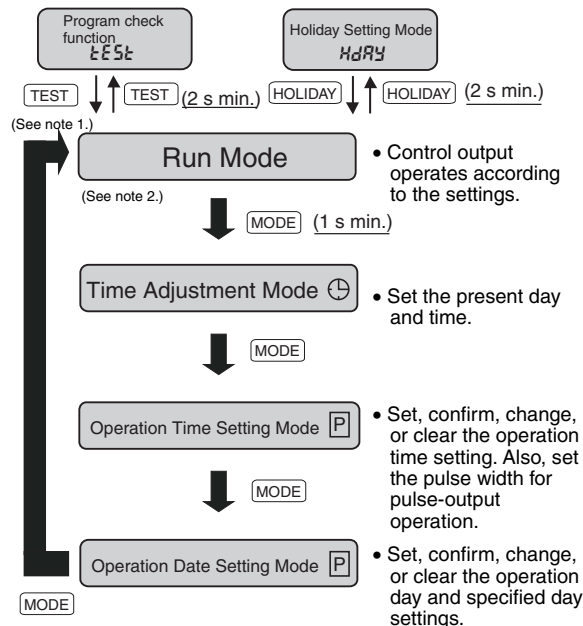 Program check
function
tESt
Holiday Setting Mode
HdAY
TEST
TEST
(2 s min.)
HOLIDAY
HOLIDAY
(2 s min.)
(See note 1.)
Run Mode
• Control output
operates according
to the settings.
(See note 2.)
MODE
(1 s min.)
Time Adjustment Mode
• Set the present day
and time.
MODE
Operation Time Setting Mode P
• Set, confirm, change,
or clear the operation
time setting. Also, set
the pulse width for
pulse-output
operation.
MODE
Operation Date Setting Mode P
• Set, confirm, change,
or clear the operation
day and specified day
settings.
MODE